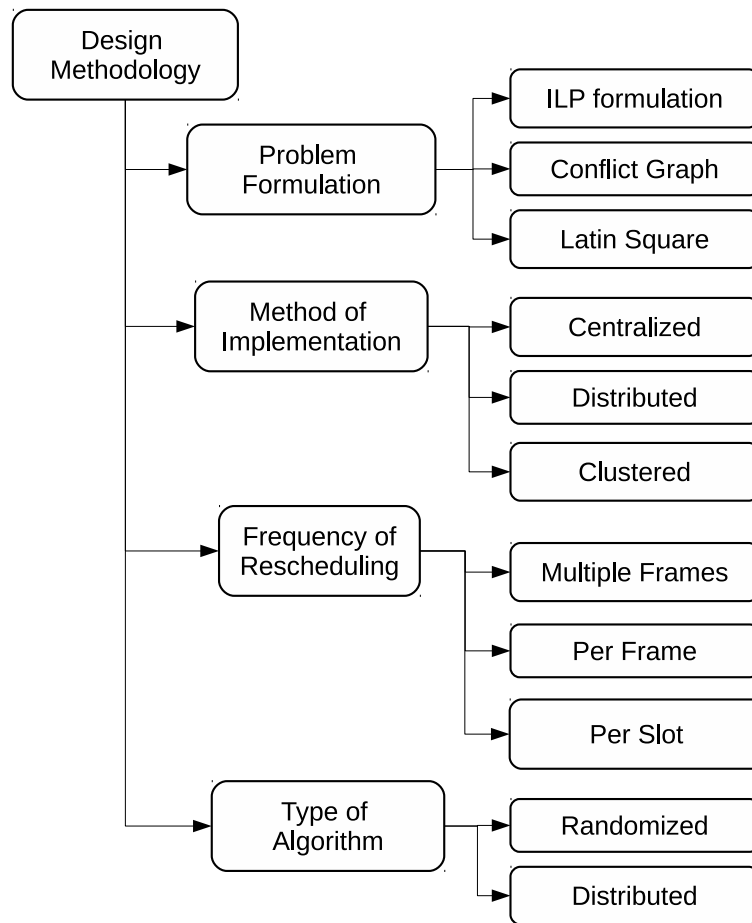 Design
Methodology
Problem
Formulation
ILP formulation
Conflict Graph
Latin Square
Method of
Implementation
Centralized
Distributed
Clustered
Frequency of
Rescheduling
Multiple Frames
Per Frame
Per Slot
Type of
Algorithm
Randomized
Distributed